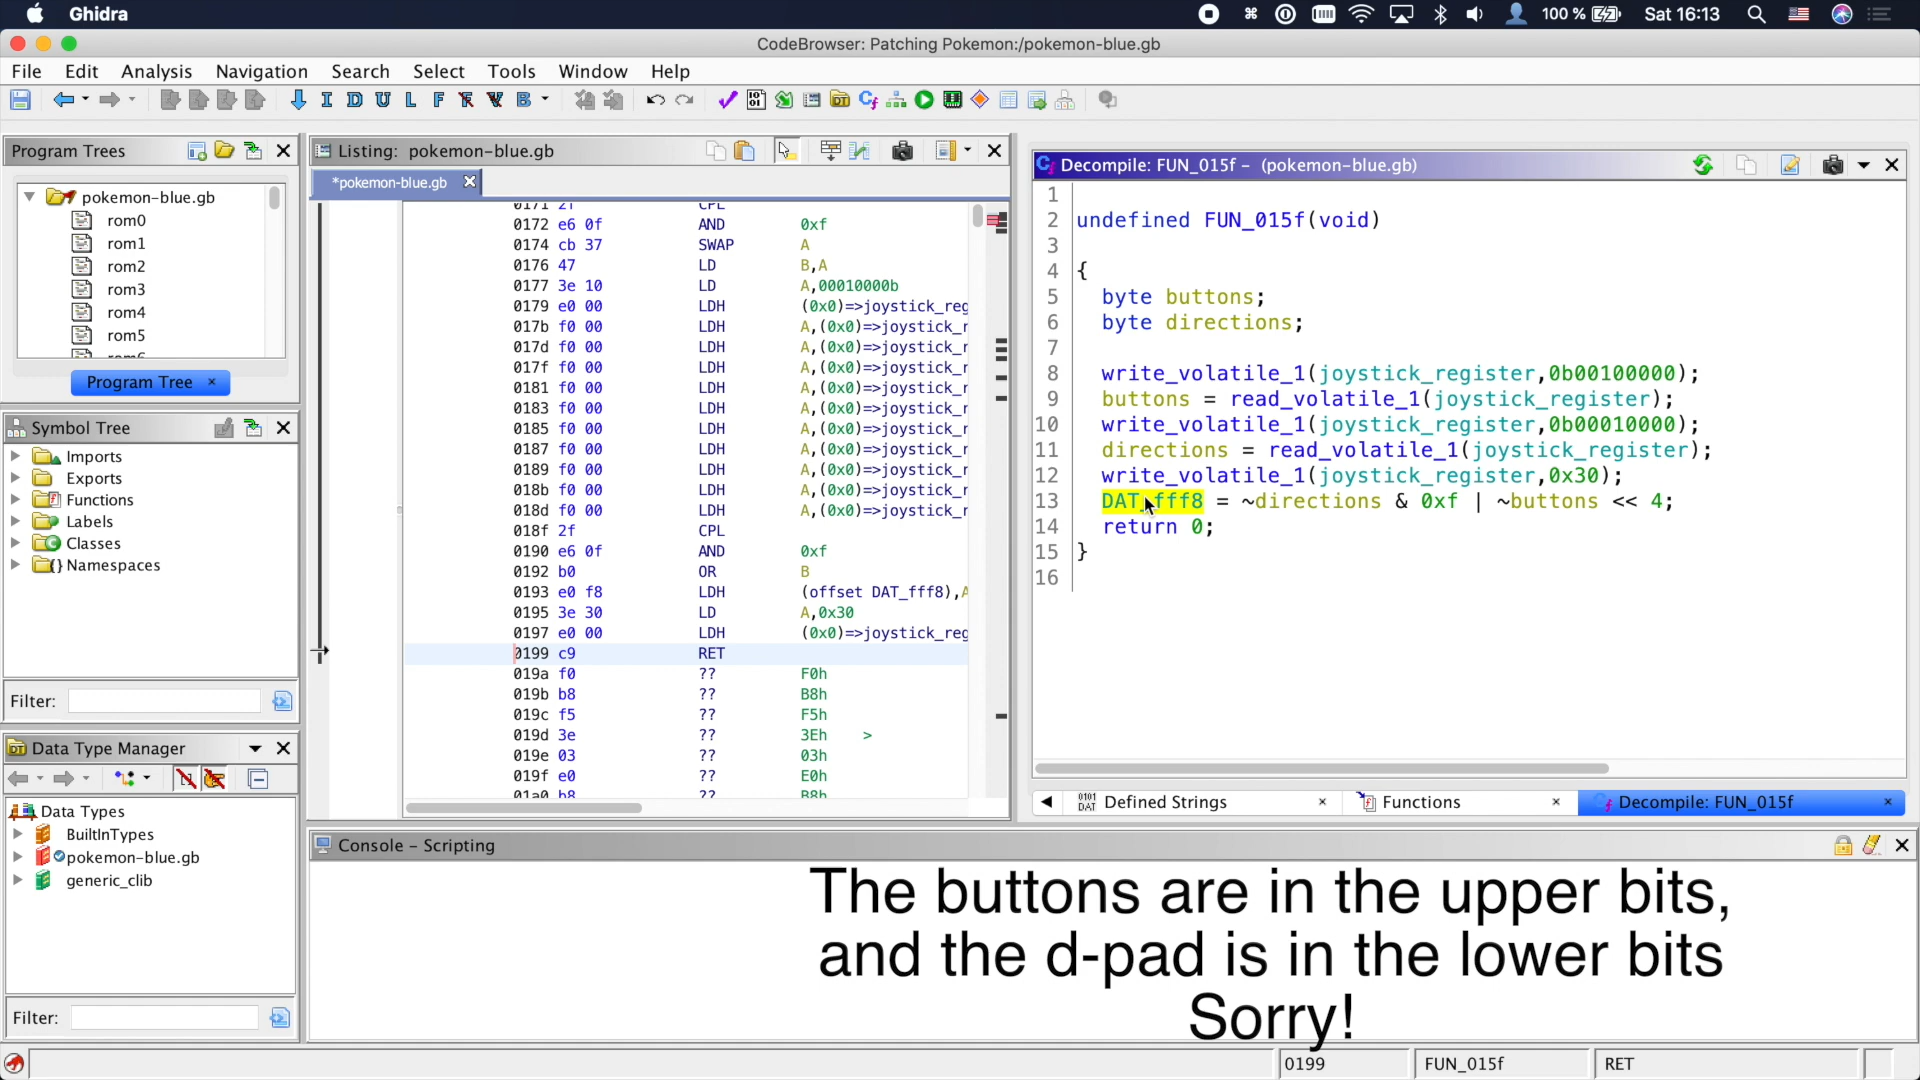 Ghidra
100 %
Sat 16:13
CodeBrowser: Patching Pokemon:/pokemon-blue.gb
File Edit Analysis Navigation Search Select Tools Window Help
I D U L F B
Program Trees
pokemon-blue.gb
rom0
rom1
rom2
rom3
rom4
rom5
Program Tree ×
Symbol Tree
Imports
Exports
Functions
Labels
Classes
Namespaces
Filter:
Data Type Manager
Data Types
BuiltInTypes
pokemon-blue.gb
generic_clib
Filter:
Listing: pokemon-blue.gb
*pokemon-blue.gb
0171 2f CPL
0172 e6 0f AND 0xf
0174 cb 37 SWAP A
0176 47 LD B,A
0177 3e 10 LD A,00010000b
0179 e0 00 LDH (0x0)=>joystick_reg
017b f0 00 LDH A,(0x0)=>joystick_r
017d f0 00 LDH A,(0x0)=>joystick_r
017f f0 00 LDH A,(0x0)=>joystick_r
0181 f0 00 LDH A,(0x0)=>joystick_r
0183 f0 00 LDH A,(0x0)=>joystick_r
0185 f0 00 LDH A,(0x0)=>joystick_r
0187 f0 00 LDH A,(0x0)=>joystick_r
0189 f0 00 LDH A,(0x0)=>joystick_r
018b f0 00 LDH A,(0x0)=>joystick_r
018d f0 00 LDH A,(0x0)=>joystick_r
018f 2f CPL
0190 e6 0f AND 0xf
0192 b0 OR B
0193 e0 f8 LDH (offset DAT_fff8),A
0195 3e 30 LD A,0x30
0197 e0 00 LDH (0x0)=>joystick_reg
0199 c9 RET
019a f0 ?? F0h
019b b8 ?? B8h
019c f5 ?? F5h
019d 3e ?? 3Eh >
019e 03 ?? 03h
019f e0 ?? E0h
01a0 b8 ?? B8h
Decompile: FUN_015f – (pokemon-blue.gb)
1
2 undefined FUN_015f(void)
3
4 {
5 byte buttons;
6 byte directions;
7
8 write_volatile_1(joystick_register,0b00100000);
9 buttons = read_volatile_1(joystick_register);
10 write_volatile_1(joystick_register,0b00010000);
11 directions = read_volatile_1(joystick_register);
12 write_volatile_1(joystick_register,0x30);
13 DAT_fff8 = ~directions & 0xf | ~buttons << 4;
14 return 0;
15 }
16
Defined Strings × Functions × Decompile: FUN_015f ×
Console – Scripting
The buttons are in the upper bits,
and the d-pad is in the lower bits
Sorry!
0199 FUN_015f RET